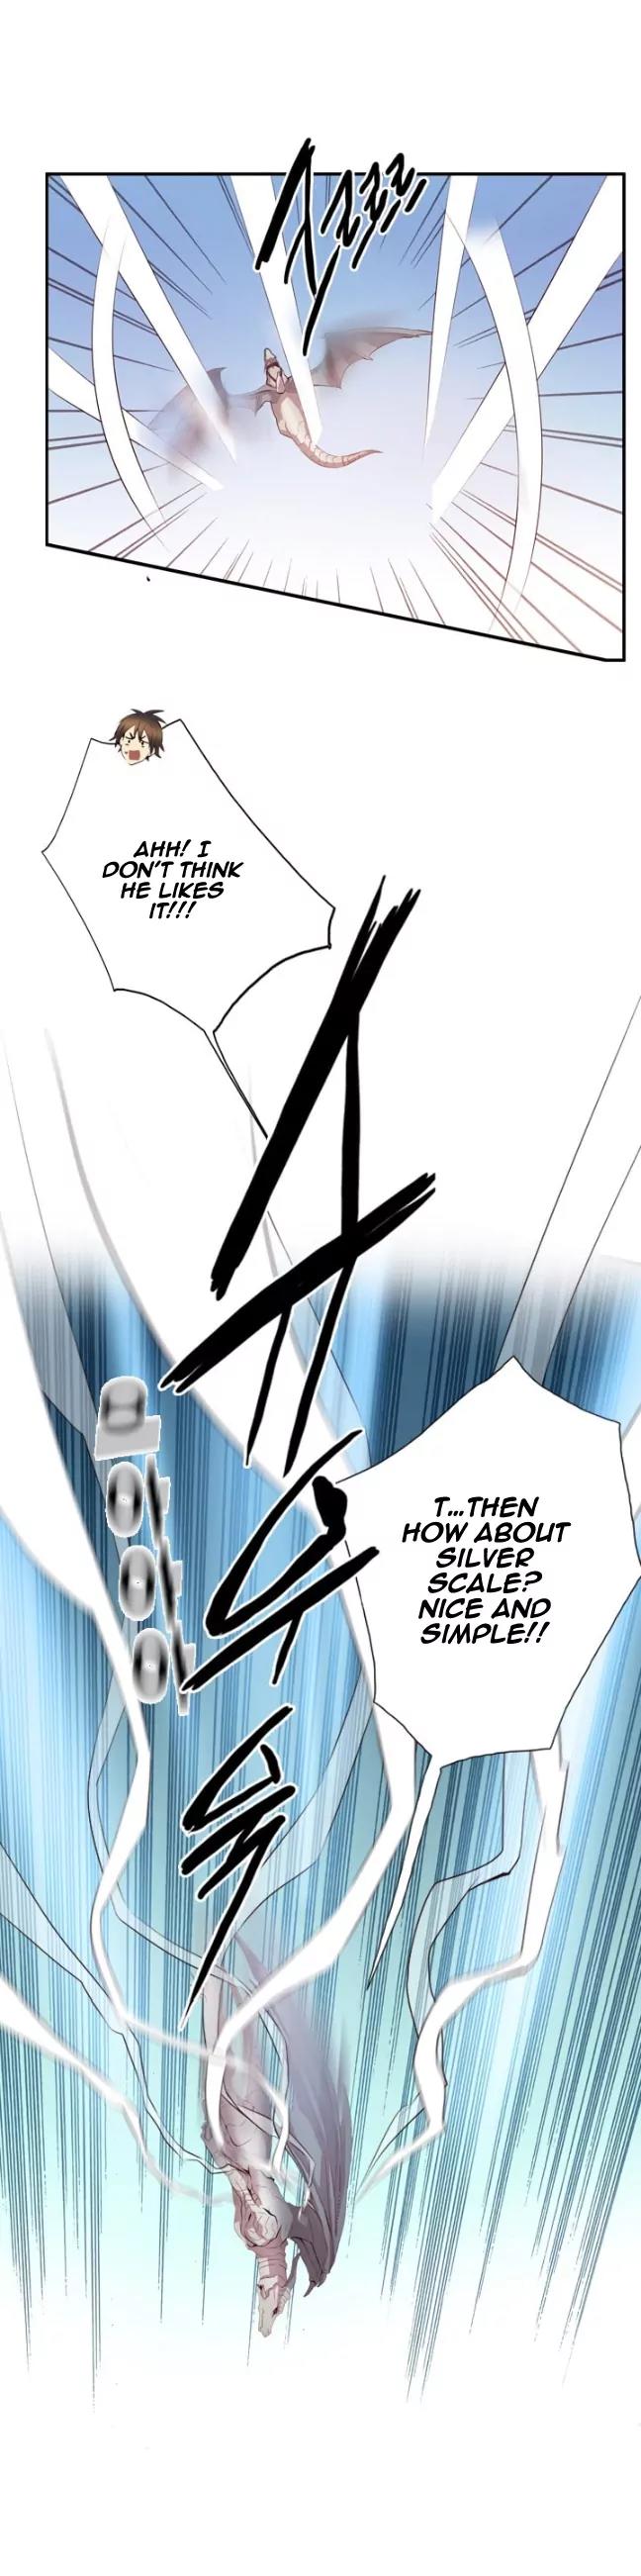 AHH! I
DON'T THINK
HE LIKES
IT!!!
T...THEN
HOW ABOUT
SILVER
SCALE?
NICE AND
SIMPLE!!